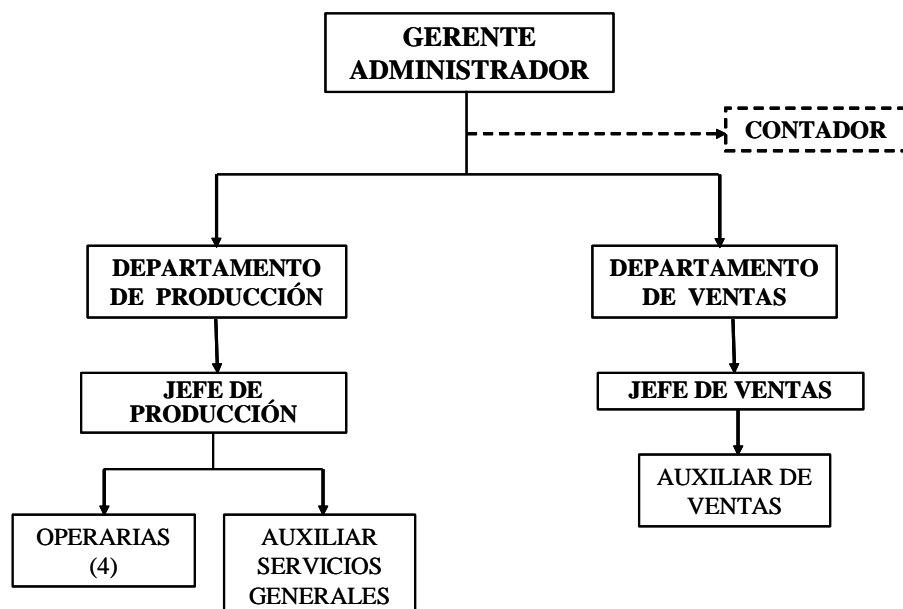 GERENTE
ADMINISTRADOR
CONTADOR
DEPARTAMENTO
DE PRODUCCIÓN
DEPARTAMENTO
DE VENTAS
JEFE DE
PRODUCCIÓN
JEFE DE VENTAS
AUXILIAR DE
VENTAS
OPERARIAS
(4)
AUXILIAR
SERVICIOS
GENERALES